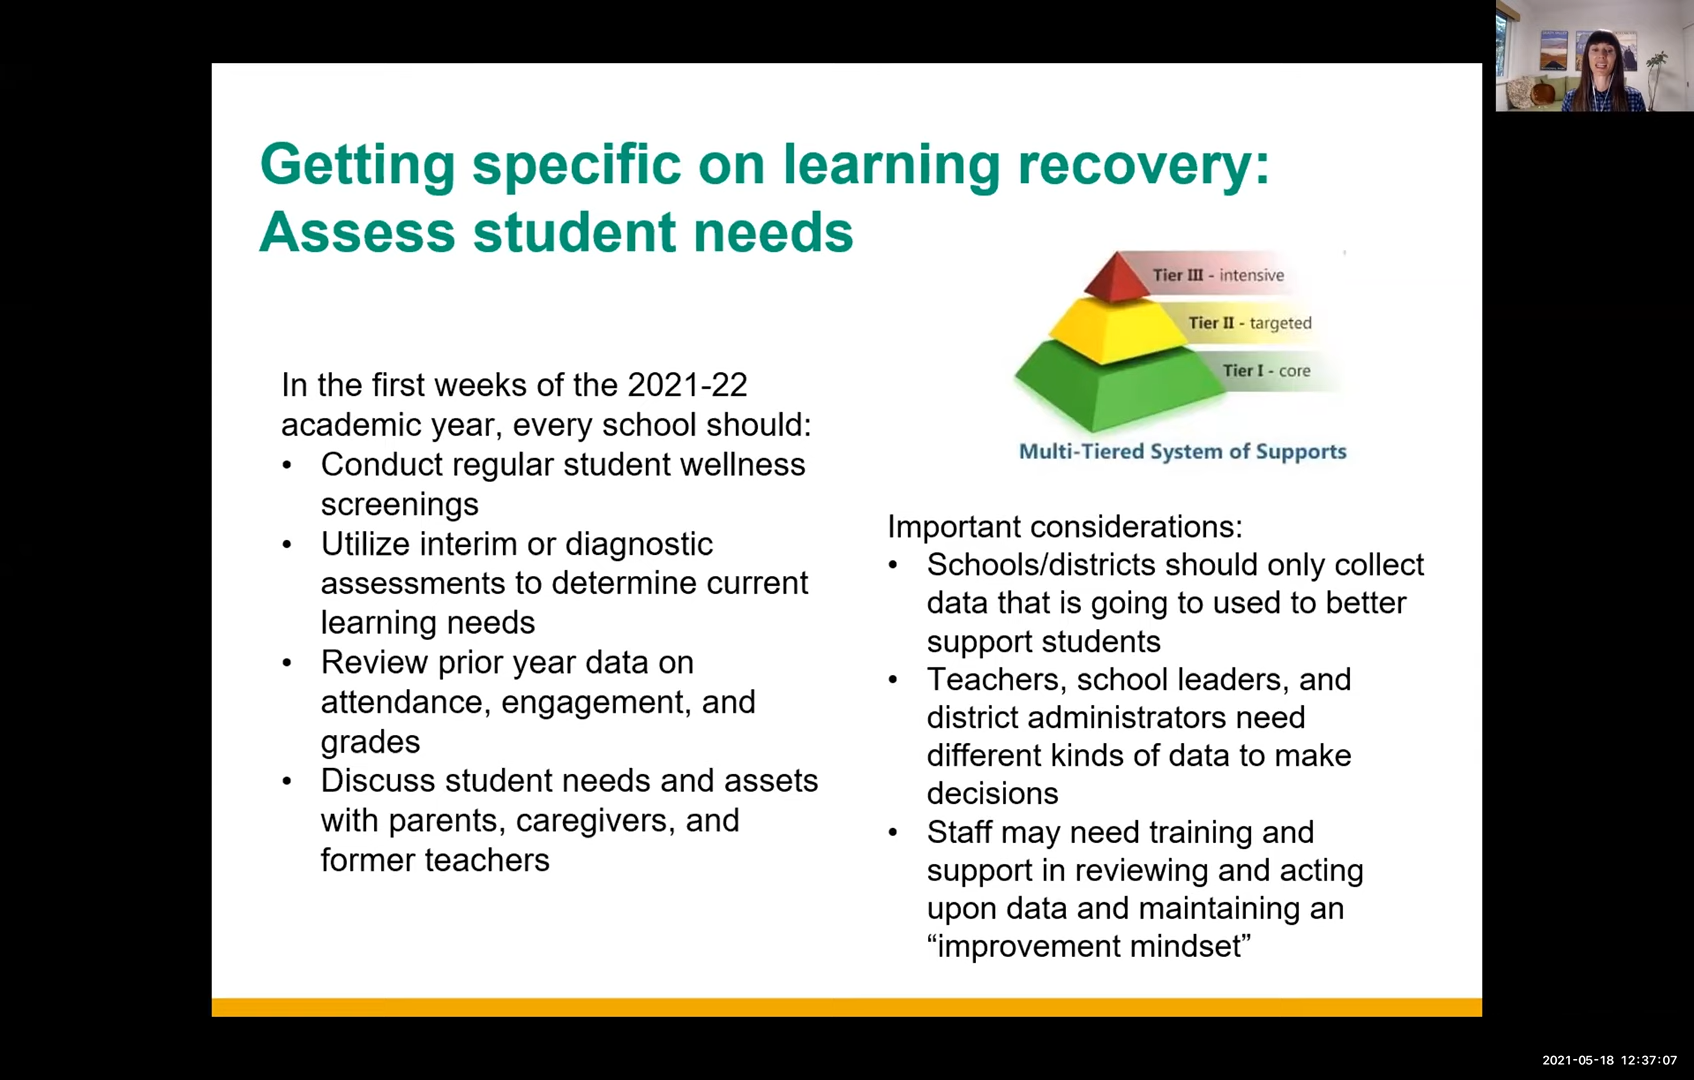 Getting specific on learning recovery:
Assess student needs
In the first weeks of the 2021-22
academic year, every school should:
• Conduct regular student wellness
screenings
• Utilize interim or diagnostic
assessments to determine current
learning needs
• Review prior year data on
attendance, engagement, and
grades
• Discuss student needs and assets
with parents, caregivers, and
former teachers
Tier III - intensive
Tier II - targeted
Tier I - core
Multi-Tiered System of Supports
Important considerations:
• Schools/districts should only collect
data that is going to used to better
support students
• Teachers, school leaders, and
district administrators need
different kinds of data to make
decisions
• Staff may need training and
support in reviewing and acting
upon data and maintaining an
“improvement mindset”
2021-05-18 12:37:07